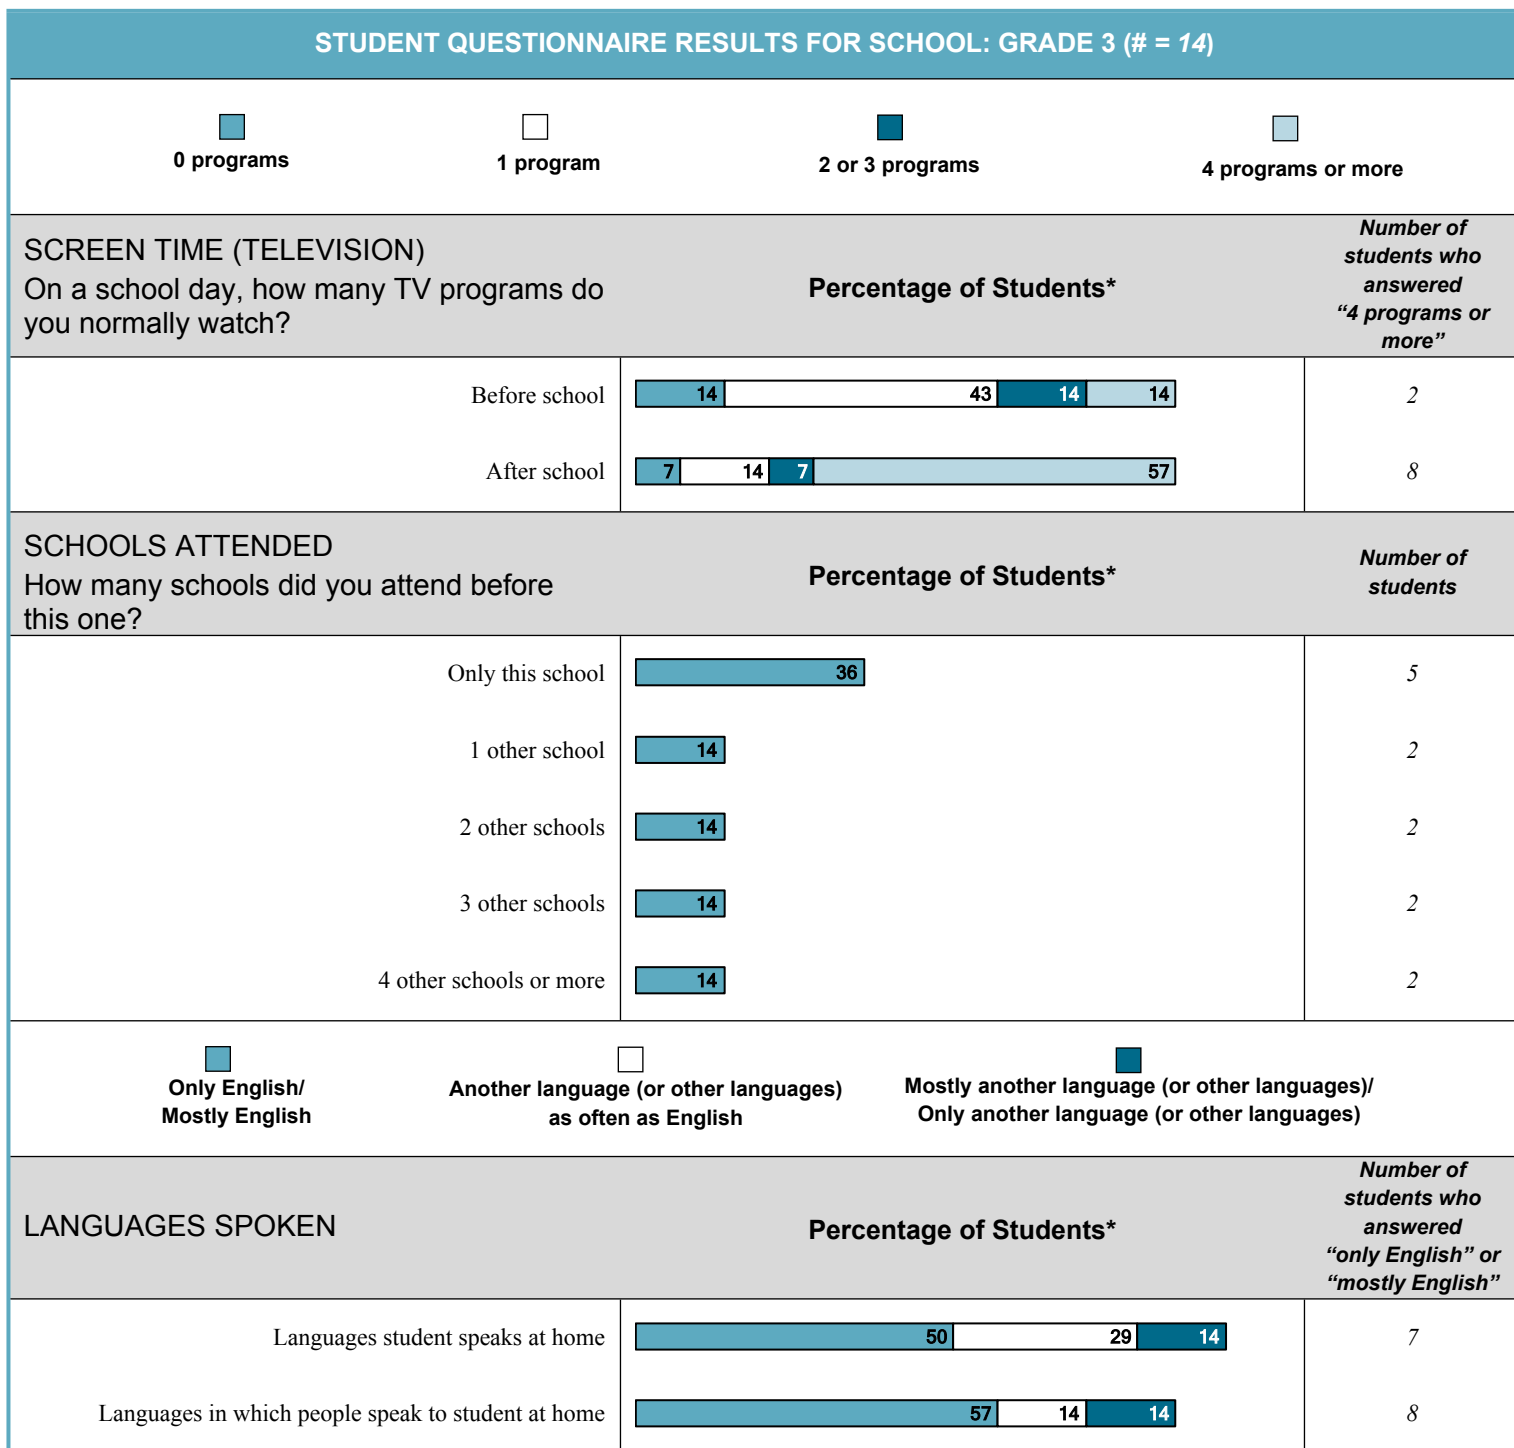 STUDENT QUESTIONNAIRE RESULTS FOR SCHOOL: GRADE 3 (# = 14)
0 programs
1 program
2 or 3 programs
4 programs or more
SCREEN TIME (TELEVISION)
On a school day, how many TV programs do
you normally watch?
Percentage of Students*
Number of
students who
answered
“4 programs or
more”
Before school
14 43 14 14
2
After school
7 14 7 57
8
SCHOOLS ATTENDED
How many schools did you attend before
this one?
Percentage of Students*
Number of
students
Only this school
36
5
1 other school
14
2
2 other schools
14
2
3 other schools
14
2
4 other schools or more
14
2
Only English/
Mostly English
Another language (or other languages)
as often as English
Mostly another language (or other languages)/
Only another language (or other languages)
LANGUAGES SPOKEN
Percentage of Students*
Number of
students who
answered
“only English” or
“mostly English”
Languages student speaks at home
50 29 14
7
Languages in which people speak to student at home
57 14 14
8